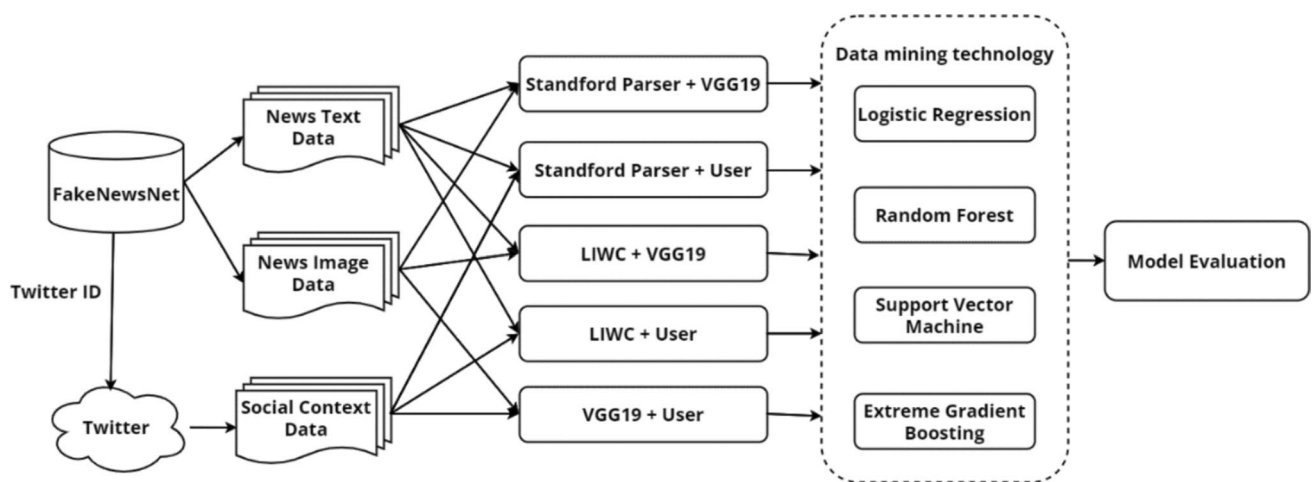 FakeNewsNet
Twitter ID
Twitter
News Text
Data
News Image
Data
Social Context
Data
Standford Parser + VGG19
Standford Parser + User
LIWC + VGG19
LIWC + User
VGG19 + User
Data mining technology
Logistic Regression
Random Forest
Support Vector
Machine
Extreme Gradient
Boosting
Model Evaluation